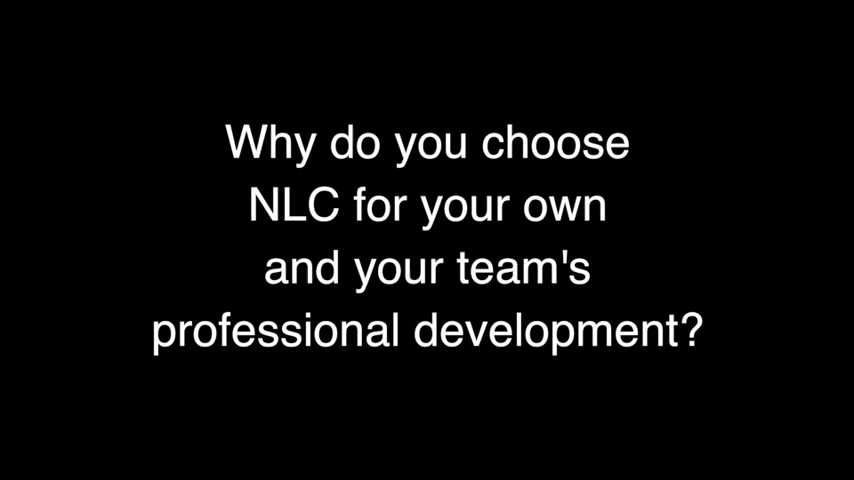 Why do you choose
NLC for your own
and your team's
professional development?